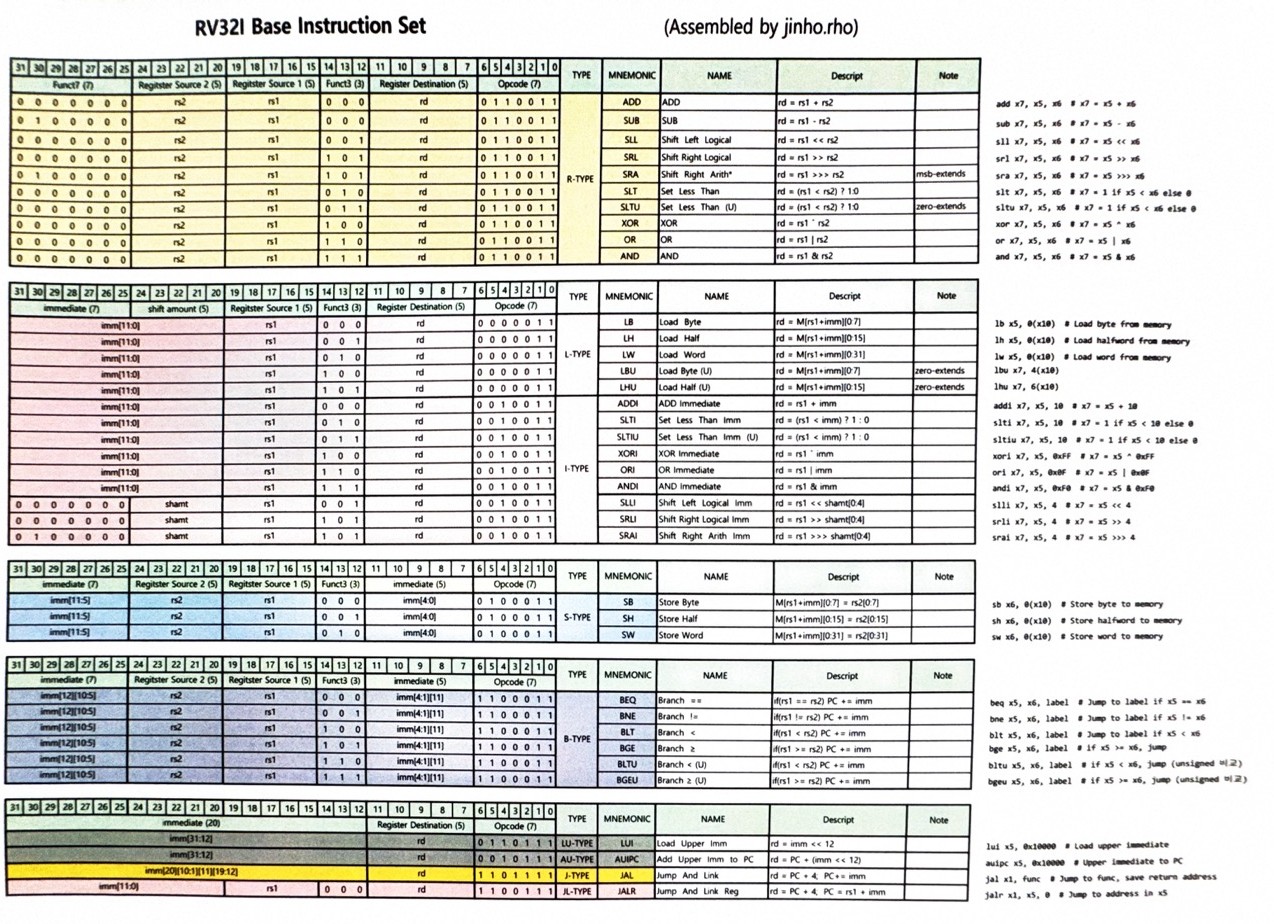 RV32I Base Instruction Set (Assembled by jinho.rho)
31 30 29 28 27 26 25 24 23 22 21 20 19 18 17 16 15 14 13 12 11 10 9 8 7 6 5 4 3 2 1 0 TYPE MNEMONIC NAME Descript Note
Funct7 (7) Regitster Source 2 (5) Regitster Source 1 (5) Funct3 (3) Register Destination (5) Opcode (7)
0 0 0 0 0 0 0 rs2 rs1 0 0 0 rd 0 1 1 0 0 1 1 ADD ADD rd = rs1 + rs2 add x7, x5, x6 # x7 = x5 + x6
0 1 0 0 0 0 0 rs2 rs1 0 0 0 rd 0 1 1 0 0 1 1 SUB SUB rd = rs1 - rs2 sub x7, x5, x6 # x7 = x5 - x6
0 0 0 0 0 0 0 rs2 rs1 0 0 1 rd 0 1 1 0 0 1 1 SLL Shift Left Logical rd = rs1 << rs2 sll x7, x5, x6 # x7 = x5 << x6
0 0 0 0 0 0 0 rs2 rs1 1 0 1 rd 0 1 1 0 0 1 1 SRL Shift Right Logical rd = rs1 >> rs2 srl x7, x5, x6 # x7 = x5 >> x6
0 1 0 0 0 0 0 rs2 rs1 1 0 1 rd 0 1 1 0 0 1 1 R-TYPE SRA Shift Right Arith* rd = rs1 >>> rs2 msb-extends sra x7, x5, x6 # x7 = x5 >>> x6
0 0 0 0 0 0 0 rs2 rs1 0 1 0 rd 0 1 1 0 0 1 1 SLT Set Less Than rd = (rs1 < rs2) ? 1:0 slt x7, x5, x6 # x7 = 1 if x5 < x6 else 0
0 0 0 0 0 0 0 rs2 rs1 0 1 1 rd 0 1 1 0 0 1 1 SLTU Set Less Than (U) rd = (rs1 < rs2) ? 1:0 zero-extends sltu x7, x5, x6 # x7 = 1 if x5 < x6 else 0
0 0 0 0 0 0 0 rs2 rs1 1 0 0 rd 0 1 1 0 0 1 1 XOR XOR rd = rs1 ^ rs2 xor x7, x5, x6 # x7 = x5 ^ x6
0 0 0 0 0 0 0 rs2 rs1 1 1 0 rd 0 1 1 0 0 1 1 OR OR rd = rs1 | rs2 or x7, x5, x6 # x7 = x5 | x6
0 0 0 0 0 0 0 rs2 rs1 1 1 1 rd 0 1 1 0 0 1 1 AND AND rd = rs1 & rs2 and x7, x5, x6 # x7 = x5 & x6
31 30 29 28 27 26 25 24 23 22 21 20 19 18 17 16 15 14 13 12 11 10 9 8 7 6 5 4 3 2 1 0 TYPE MNEMONIC NAME Descript Note
immediate (7) shift amount (5) Regitster Source 1 (5) Funct3 (3) Register Destination (5) Opcode (7)
imm[11:0] rs1 0 0 0 rd 0 0 0 0 0 1 1 LB Load Byte rd = M[rs1+imm][0:7] lb x5, 0(x10) # Load byte from memory
imm[11:0] rs1 0 0 1 rd 0 0 0 0 0 1 1 LH Load Half rd = M[rs1+imm][0:15] lh x5, 0(x10) # Load halfword from memory
imm[11:0] rs1 0 1 0 rd 0 0 0 0 0 1 1 L-TYPE LW Load Word rd = M[rs1+imm][0:31] lw x5, 0(x10) # Load word from memory
imm[11:0] rs1 1 0 0 rd 0 0 0 0 0 1 1 LBU Load Byte (U) rd = M[rs1+imm][0:7] zero-extends lbu x7, 4(x10)
imm[11:0] rs1 1 0 1 rd 0 0 0 0 0 1 1 LHU Load Half (U) rd = M[rs1+imm][0:15] zero-extends lhu x7, 6(x10)
imm[11:0] rs1 0 0 0 rd 0 0 1 0 0 1 1 ADDI ADD Immediate rd = rs1 + imm addi x7, x5, 10 # x7 = x5 + 10
imm[11:0] rs1 0 1 0 rd 0 0 1 0 0 1 1 SLTI Set Less Than Imm rd = (rs1 < imm) ? 1 : 0 slti x7, x5, 10 # x7 = 1 if x5 < 10 else 0
imm[11:0] rs1 0 1 1 rd 0 0 1 0 0 1 1 SLTIU Set Less Than Imm (U) rd = (rs1 < imm) ? 1 : 0 sltiu x7, x5, 10 # x7 = 1 if x5 < 10 else 0
imm[11:0] rs1 1 0 0 rd 0 0 1 0 0 1 1 XORI XOR Immediate rd = rs1 ^ imm xori x7, x5, 0xFF # x7 = x5 ^ 0xFF
imm[11:0] rs1 1 1 0 rd 0 0 1 0 0 1 1 I-TYPE ORI OR Immediate rd = rs1 | imm ori x7, x5, 0x0F # x7 = x5 | 0x0F
imm[11:0] rs1 1 1 1 rd 0 0 1 0 0 1 1 ANDI AND Immediate rd = rs1 & imm andi x7, x5, 0xF0 # x7 = x5 & 0xF0
0 0 0 0 0 0 0 shamt rs1 0 0 1 rd 0 0 1 0 0 1 1 SLLI Shift Left Logical Imm rd = rs1 << shamt[0:4] slli x7, x5, 4 # x7 = x5 << 4
0 0 0 0 0 0 0 shamt rs1 1 0 1 rd 0 0 1 0 0 1 1 SRLI Shift Right Logical Imm rd = rs1 >> shamt[0:4] srli x7, x5, 4 # x7 = x5 >> 4
0 1 0 0 0 0 0 shamt rs1 1 0 1 rd 0 0 1 0 0 1 1 SRAI Shift Right Arith Imm rd = rs1 >>> shamt[0:4] srai x7, x5, 4 # x7 = x5 >>> 4
31 30 29 28 27 26 25 24 23 22 21 20 19 18 17 16 15 14 13 12 11 10 9 8 7 6 5 4 3 2 1 0 TYPE MNEMONIC NAME Descript Note
immediate (7) Regitster Source 2 (5) Regitster Source 1 (5) Funct3 (3) immediate (5) Opcode (7)
imm[11:5] rs2 rs1 0 0 0 imm[4:0] 0 1 0 0 0 1 1 SB Store Byte M[rs1+imm][0:7] = rs2[0:7] sb x6, 0(x10) # Store byte to memory
imm[11:5] rs2 rs1 0 0 1 imm[4:0] 0 1 0 0 0 1 1 S-TYPE SH Store Half M[rs1+imm][0:15] = rs2[0:15] sh x6, 0(x10) # Store halfword to memory
imm[11:5] rs2 rs1 0 1 0 imm[4:0] 0 1 0 0 0 1 1 SW Store Word M[rs1+imm][0:31] = rs2[0:31] sw x6, 0(x10) # Store word to memory
31 30 29 28 27 26 25 24 23 22 21 20 19 18 17 16 15 14 13 12 11 10 9 8 7 6 5 4 3 2 1 0 TYPE MNEMONIC NAME Descript Note
immediate (7) Regitster Source 2 (5) Regitster Source 1 (5) Funct3 (3) immediate (5) Opcode (7)
imm[12][10:5] rs2 rs1 0 0 0 imm[4:1][11] 1 1 0 0 0 1 1 BEQ Branch == if(rs1 == rs2) PC += imm beq x5, x6, label # Jump to label if x5 == x6
imm[12][10:5] rs2 rs1 0 0 1 imm[4:1][11] 1 1 0 0 0 1 1 BNE Branch != if(rs1 != rs2) PC += imm bne x5, x6, label # Jump to label if x5 != x6
imm[12][10:5] rs2 rs1 1 0 0 imm[4:1][11] 1 1 0 0 0 1 1 B-TYPE BLT Branch < if(rs1 < rs2) PC += imm blt x5, x6, label # Jump to label if x5 < x6
imm[12][10:5] rs2 rs1 1 0 1 imm[4:1][11] 1 1 0 0 0 1 1 BGE Branch ≥ if(rs1 >= rs2) PC += imm bge x5, x6, label # if x5 >= x6, jump
imm[12][10:5] rs2 rs1 1 1 0 imm[4:1][11] 1 1 0 0 0 1 1 BLTU Branch < (U) if(rs1 < rs2) PC += imm bltu x5, x6, label # if x5 < x6, jump (unsigned 비교)
imm[12][10:5] rs2 rs1 1 1 1 imm[4:1][11] 1 1 0 0 0 1 1 BGEU Branch ≥ (U) if(rs1 >= rs2) PC += imm bgeu x5, x6, label # if x5 >= x6, jump (unsigned 비교)
31 30 29 28 27 26 25 24 23 22 21 20 19 18 17 16 15 14 13 12 11 10 9 8 7 6 5 4 3 2 1 0 TYPE MNEMONIC NAME Descript Note
immediate (20) Register Destination (5) Opcode (7)
imm[31:12] rd 0 1 1 0 1 1 1 LU-TYPE LUI Load Upper Imm rd = imm << 12 lui x5, 0x10000 # Load upper immediate
imm[31:12] rd 0 0 1 0 1 1 1 AU-TYPE AUIPC Add Upper Imm to PC rd = PC + (imm << 12) auipc x5, 0x10000 # Upper immediate to PC
imm[20][10:1][11][19:12] rd 1 1 0 1 1 1 1 J-TYPE JAL Jump And Link rd = PC + 4; PC+= imm jal x1, func # Jump to func, save return address
imm[11:0] rs1 0 0 0 rd 1 1 0 0 1 1 1 JL-TYPE JALR Jump And Link Reg rd = PC + 4; PC = rs1 + imm jalr x1, x5, 0 # Jump to address in x5